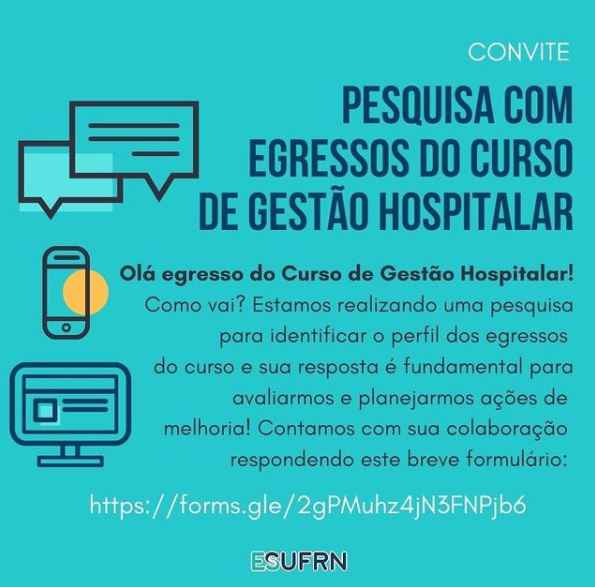 CONVITE
PESQUISA COM
EGRESSOS DO CURSO
DE GESTÃO HOSPITALAR
Olá egresso do Curso de Gestão Hospitalar!
Como vai? Estamos realizando uma pesquisa
para identificar o perfil dos egressos
do curso e sua resposta é fundamental para
avaliarmos e planejarmos ações de
melhoria! Contamos com sua colaboração
respondendo este breve formulário:
https://forms.gle/2gPMuhz4jN3FNPjb6
ESUFRN